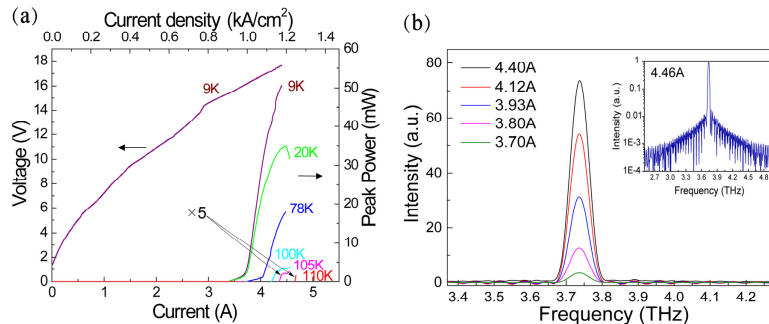 (a)
Current density (kA/cm²)
0.0 0.2 0.4 0.6 0.8 1.0 1.2 1.4
18
16
14
12
10
8
6
4
2
0
Voltage (V)
9K
9K
20K
78K
×5
100K
105K
110K
60
50
40
30
20
10
0
Peak Power (mW)
0 1 2 3 4 5
Current (A)
(b)
80
60
40
20
0
Intensity (a.u.)
4.40A
4.12A
3.93A
3.80A
3.70A
3.4 3.5 3.6 3.7 3.8 3.9 4.0 4.1 4.2
Frequency (THz)
4.46A
1
0.1
0.01
1E-3
1E-4
Intensity (a.u.)
2.7 3.0 3.3 3.6 3.9 4.2 4.5 4.8
Frequency (THz)